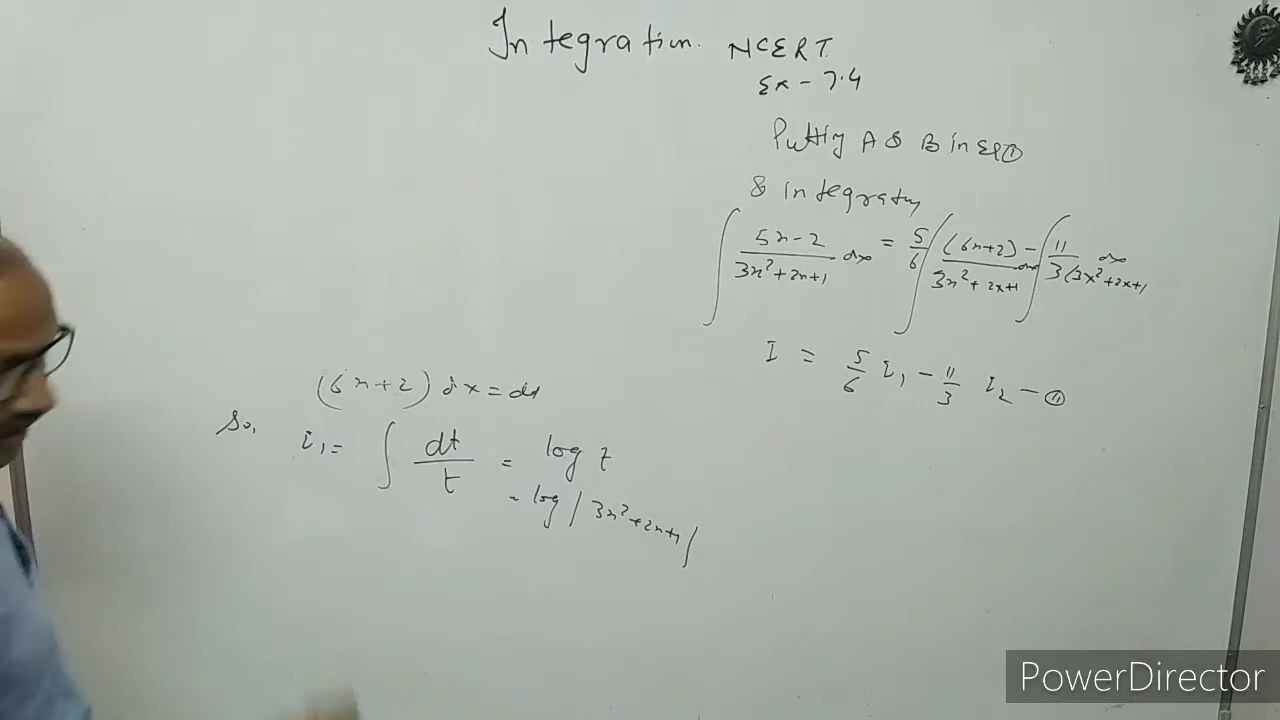 Integration. NCERT.
Ex - 7.4
Putting A & B in Eq ①
& integrating
∫ (5x-2)/(3x²+2x+1) dx = 5/6 ∫ (6x+2)/(3x²+2x+1) dx - ∫ 11/(3(3x²+2x+1) dx
I = 5/6 I₁ - 11/3 I₂ - ⑪
(6x+2) dx = dt
So, I₁ = ∫ dt/t = log t
= log |3x²+2x+1|
PowerDirector